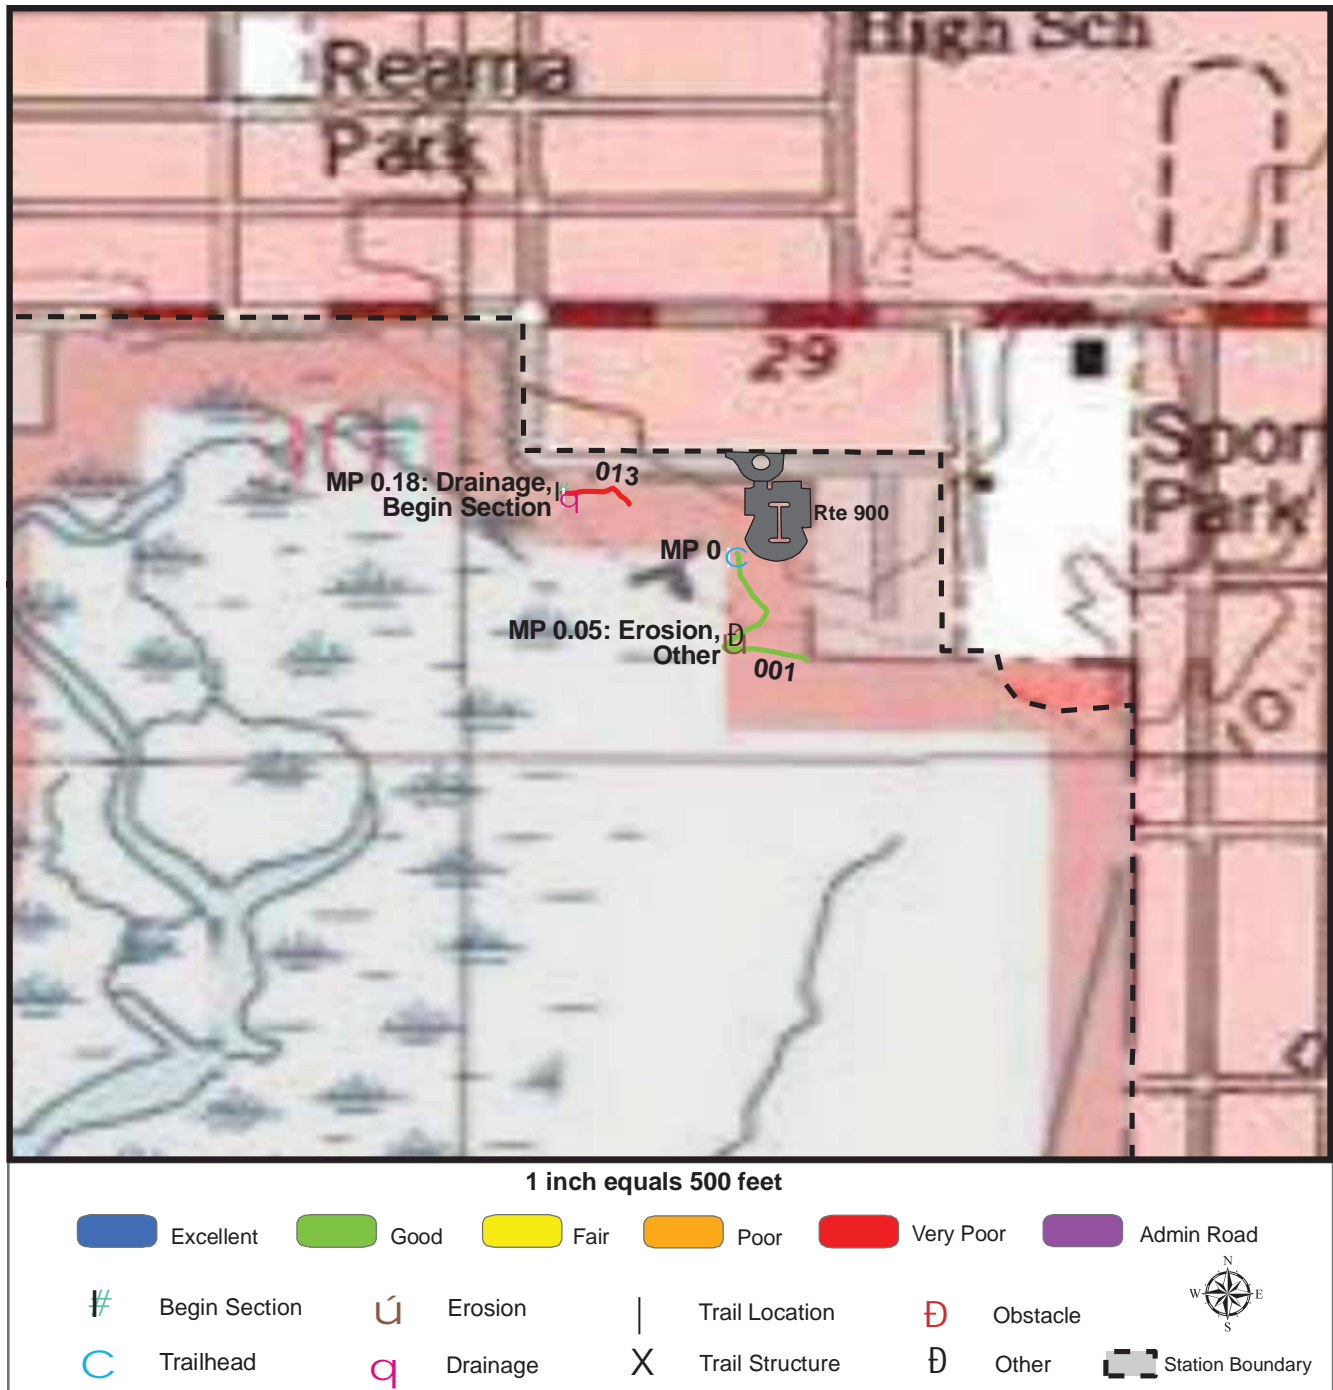 High Sch
Reama
Park
29
Spor
Park
013
MP 0.18: Drainage,
Begin Section
#
q
Rte 900
MP 0
C
MP 0.05: Erosion,
Other
Đ
ú
001
10
1 inch equals 500 feet
Excellent
Good
Fair
Poor
Very Poor
Admin Road
# Begin Section
ú Erosion
| Trail Location
Đ Obstacle
N
W E
S
C Trailhead
q Drainage
X Trail Structure
Đ Other
Station Boundary